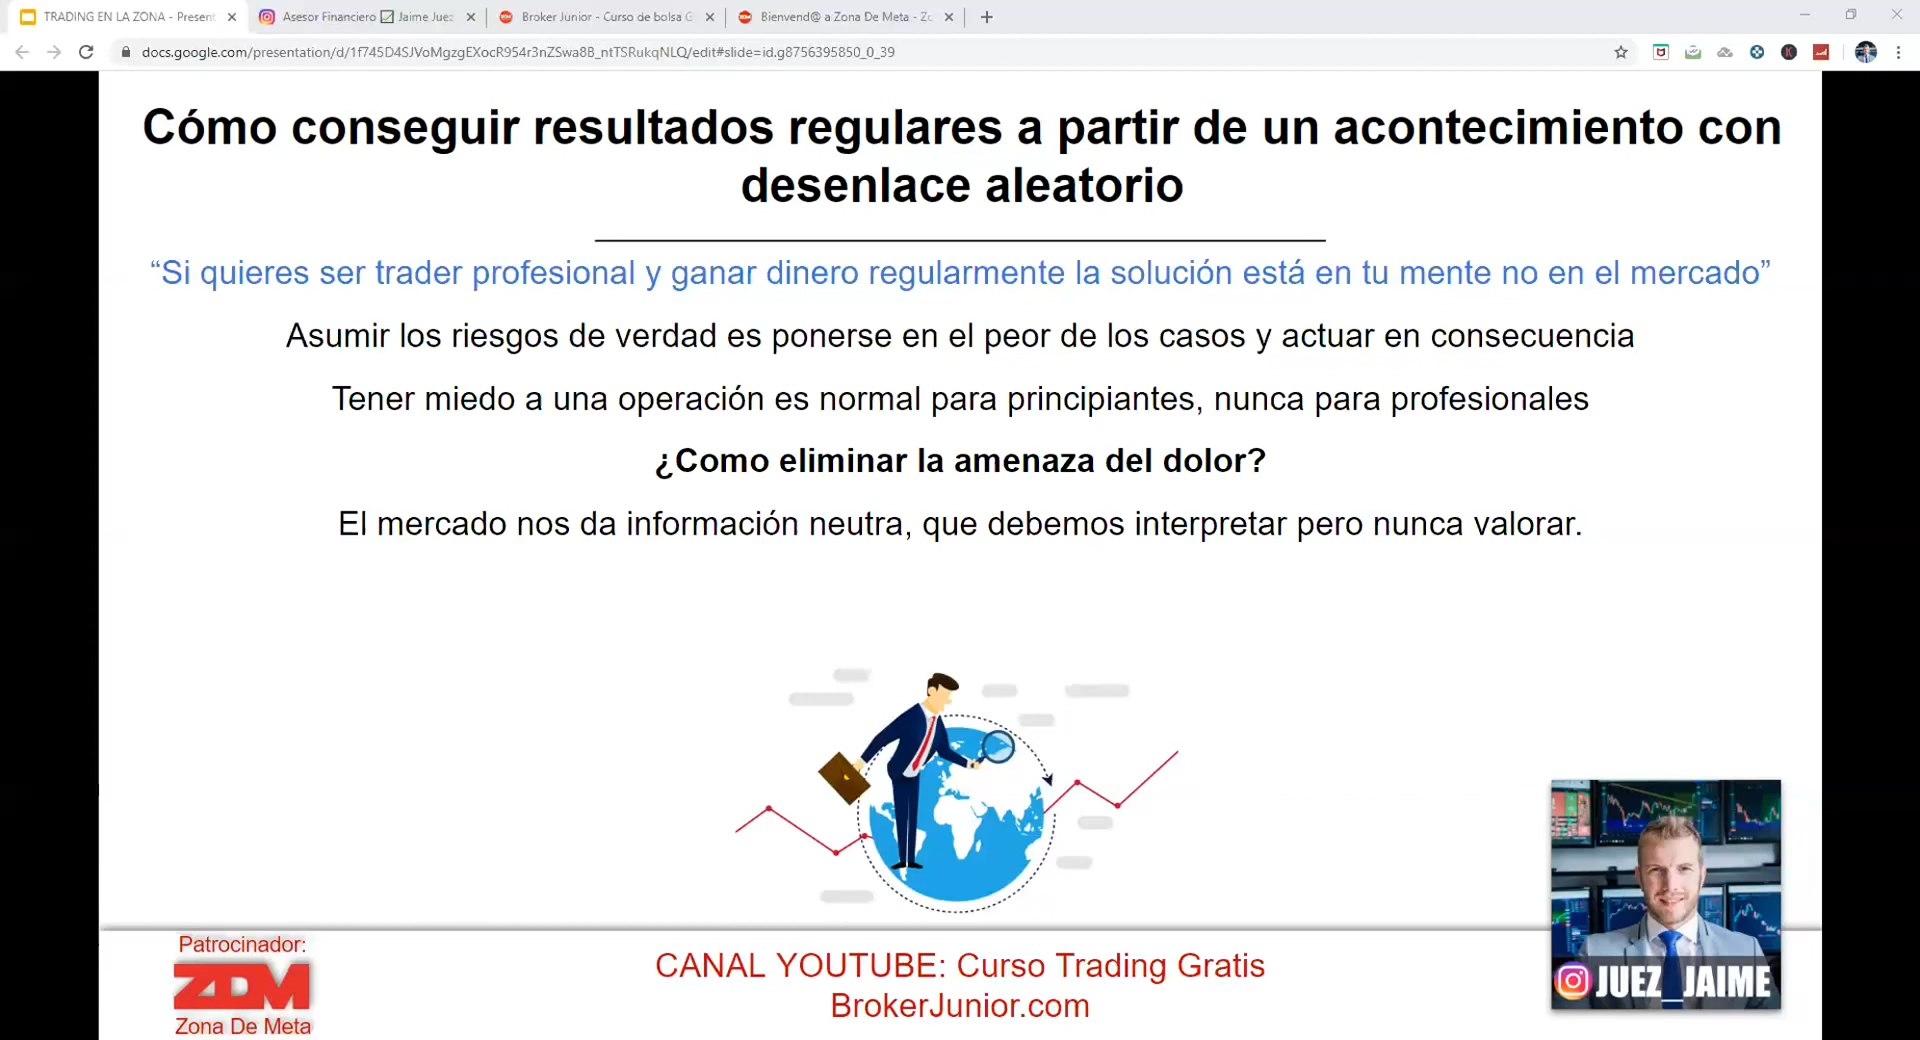 TRADING EN LA ZONA - Present
Asesor Financiero ✅ Jaime Juez
Broker Junior - Curso de bolsa G
Bienvend@ a Zona De Meta - Zo
docs.google.com/presentation/d/1f745D4SJVoMgzgEXocR954r3nZSwa8B_ntTSRukqNLQ/edit#slide=id.g8756395850_0_39
Cómo conseguir resultados regulares a partir de un acontecimiento con
desenlace aleatorio
“Si quieres ser trader profesional y ganar dinero regularmente la solución está en tu mente no en el mercado”
Asumir los riesgos de verdad es ponerse en el peor de los casos y actuar en consecuencia
Tener miedo a una operación es normal para principiantes, nunca para profesionales
¿Como eliminar la amenaza del dolor?
El mercado nos da información neutra, que debemos interpretar pero nunca valorar.
Patrocinador:
ZDM
Zona De Meta
CANAL YOUTUBE: Curso Trading Gratis
BrokerJunior.com
JUEZ_JAIME